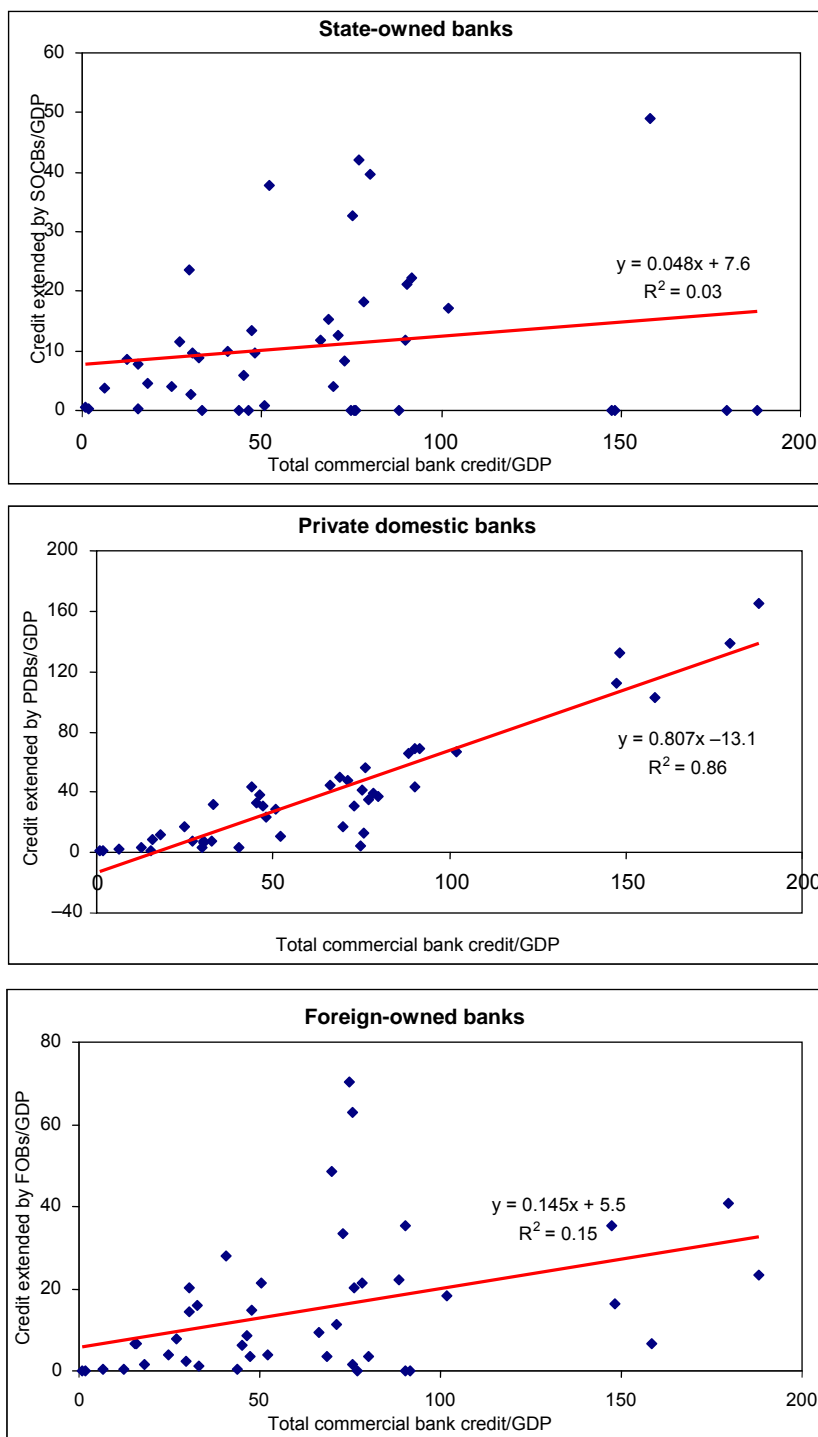 State-owned banks
60
50
40
30
20
10
0
Credit extended by SOCBs/GDP
y = 0.048x + 7.6
R² = 0.03
0 50 100 150 200
Total commercial bank credit/GDP
Private domestic banks
200
160
120
80
40
0
–40
Credit extended by PDBs/GDP
y = 0.807x –13.1
R² = 0.86
0 50 100 150 200
Total commercial bank credit/GDP
Foreign-owned banks
80
60
40
20
0
Credit extended by FOBs/GDP
y = 0.145x + 5.5
R² = 0.15
0 50 100 150 200
Total commercial bank credit/GDP